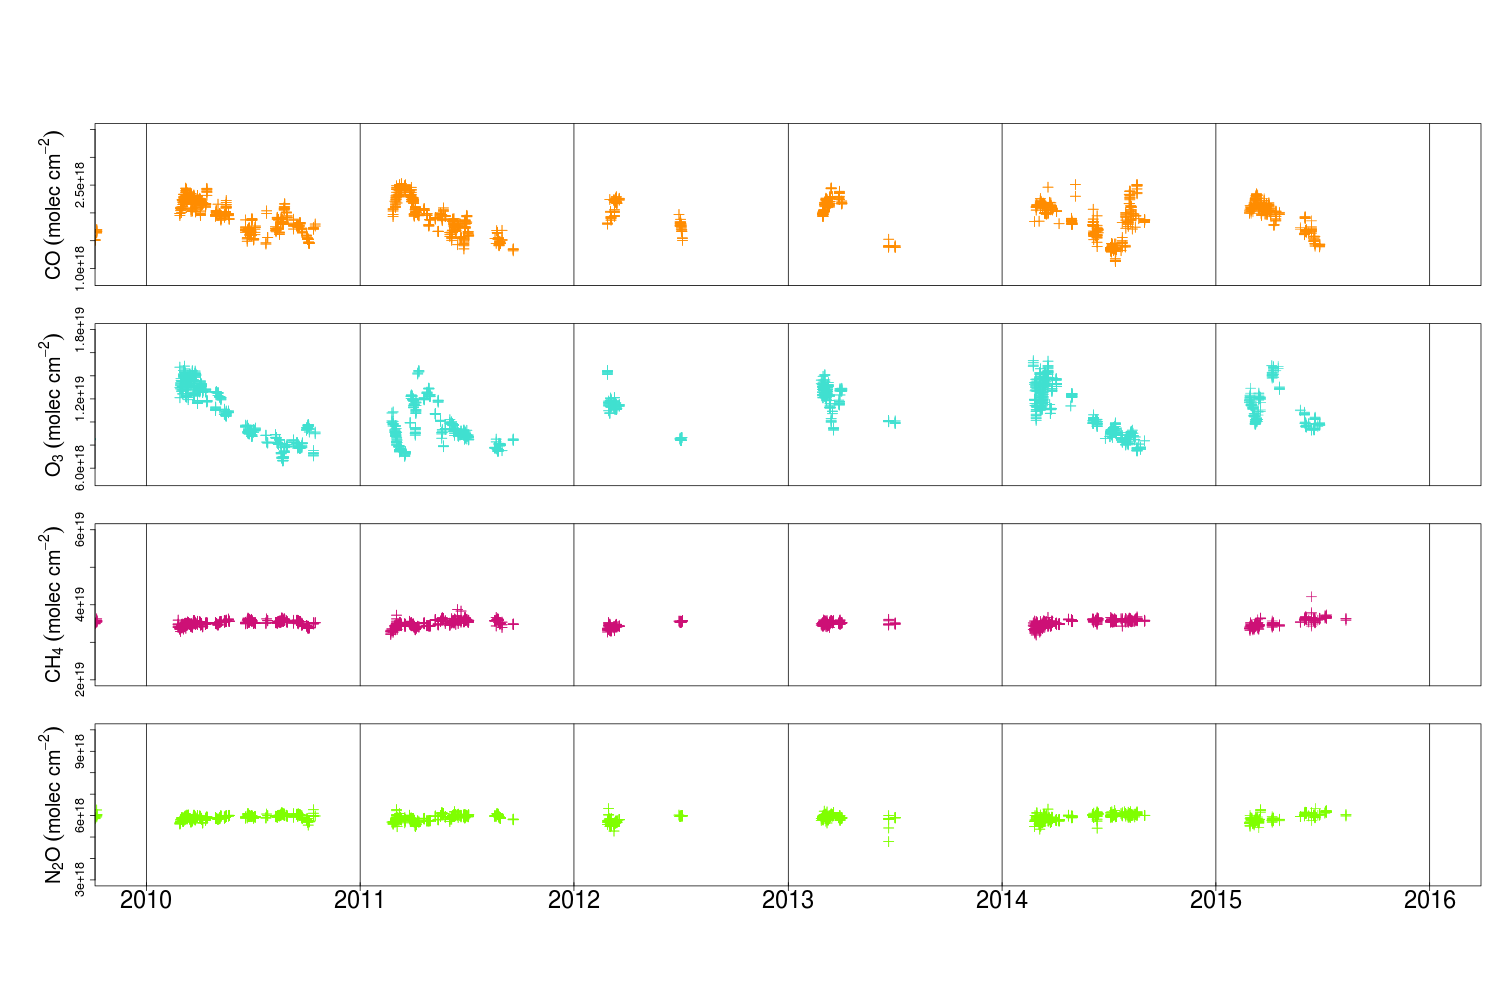 CO (molec cm−2)
2.5e+18
1.0e+18
O3 (molec cm−2)
1.8e+19
1.2e+19
6.0e+18
CH4 (molec cm−2)
6e+19
4e+19
2e+19
N2O (molec cm−2)
9e+18
6e+18
3e+18
2010 2011 2012 2013 2014 2015 2016